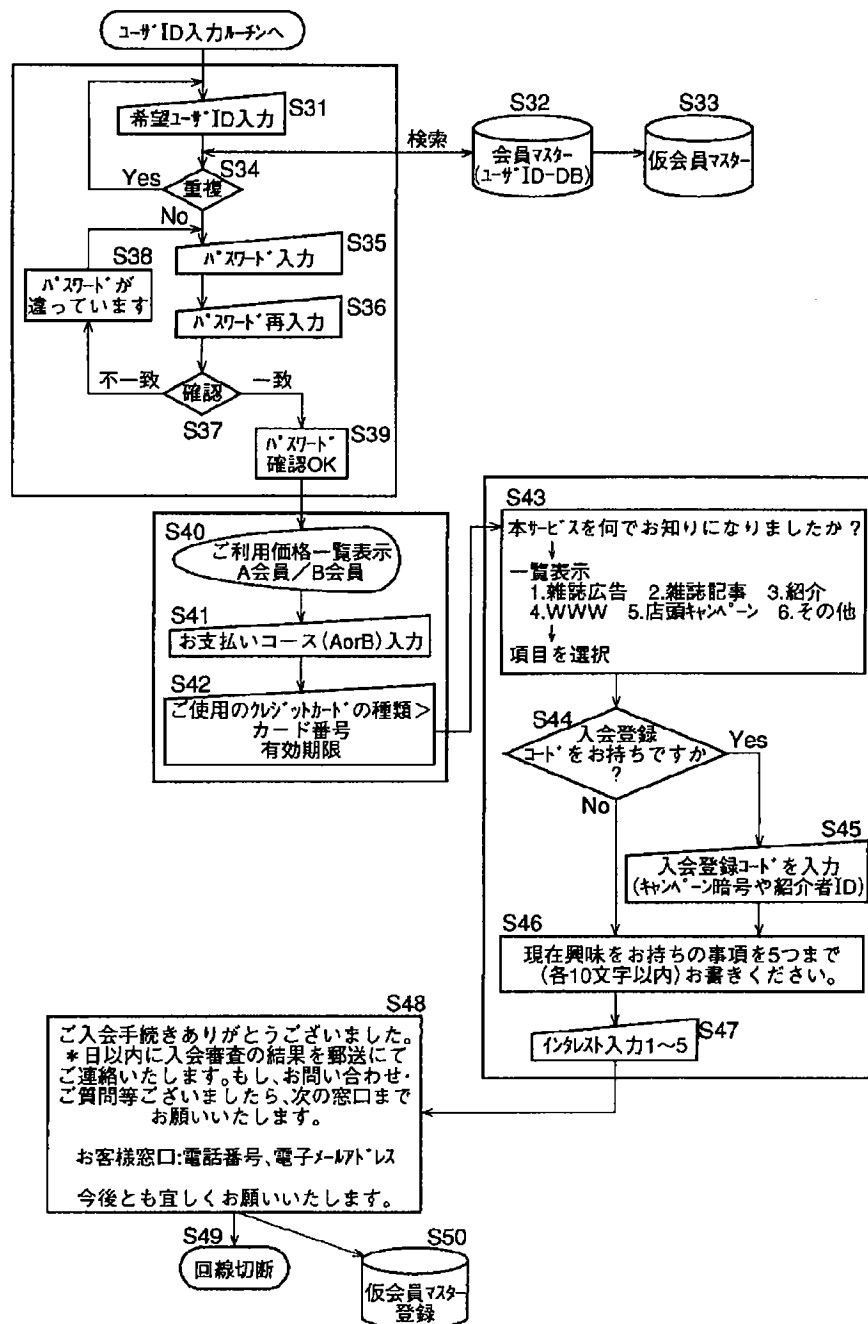 ユーザID入力ルーチンへ
S31
希望ユーザID入力
検索
S32
会員マスター
(ユーザID-DB)
S33
仮会員マスター
S34
Yes
重複
No
S35
パスワード入力
S38
パスワードが
違っています
S36
パスワード再入力
不一致
確認
一致
S37
S39
パスワード
確認OK
S40
ご利用価格一覧表示
A会員/B会員
S41
お支払いコース(AorB)入力
S42
ご使用のクレジットカードの種類>
カード番号
有効期限
S43
本サービスを何でお知りになりましたか?
↓
一覧表示
1.雑誌広告 2.雑誌記事 3.紹介
4.WWW 5.店頭キャンペーン 6.その他
↓
項目を選択
S44
入会登録
コードをお持ちですか
?
Yes
No
S45
入会登録コードを入力
(キャンペーン暗号や紹介者ID)
S46
現在興味をお持ちの事項を5つまで
(各10文字以内)お書きください。
S47
インタレスト入力1~5
S48
ご入会手続きありがとうございました。
*日以内に入会審査の結果を郵送にて
ご連絡いたします。もし、お問い合わせ・
ご質問等ございましたら、次の窓口まで
お願いいたします。
お客様窓口:電話番号、電子メールアドレス
今後とも宜しくお願いいたします。
S49
回線切断
S50
仮会員マスター
登録